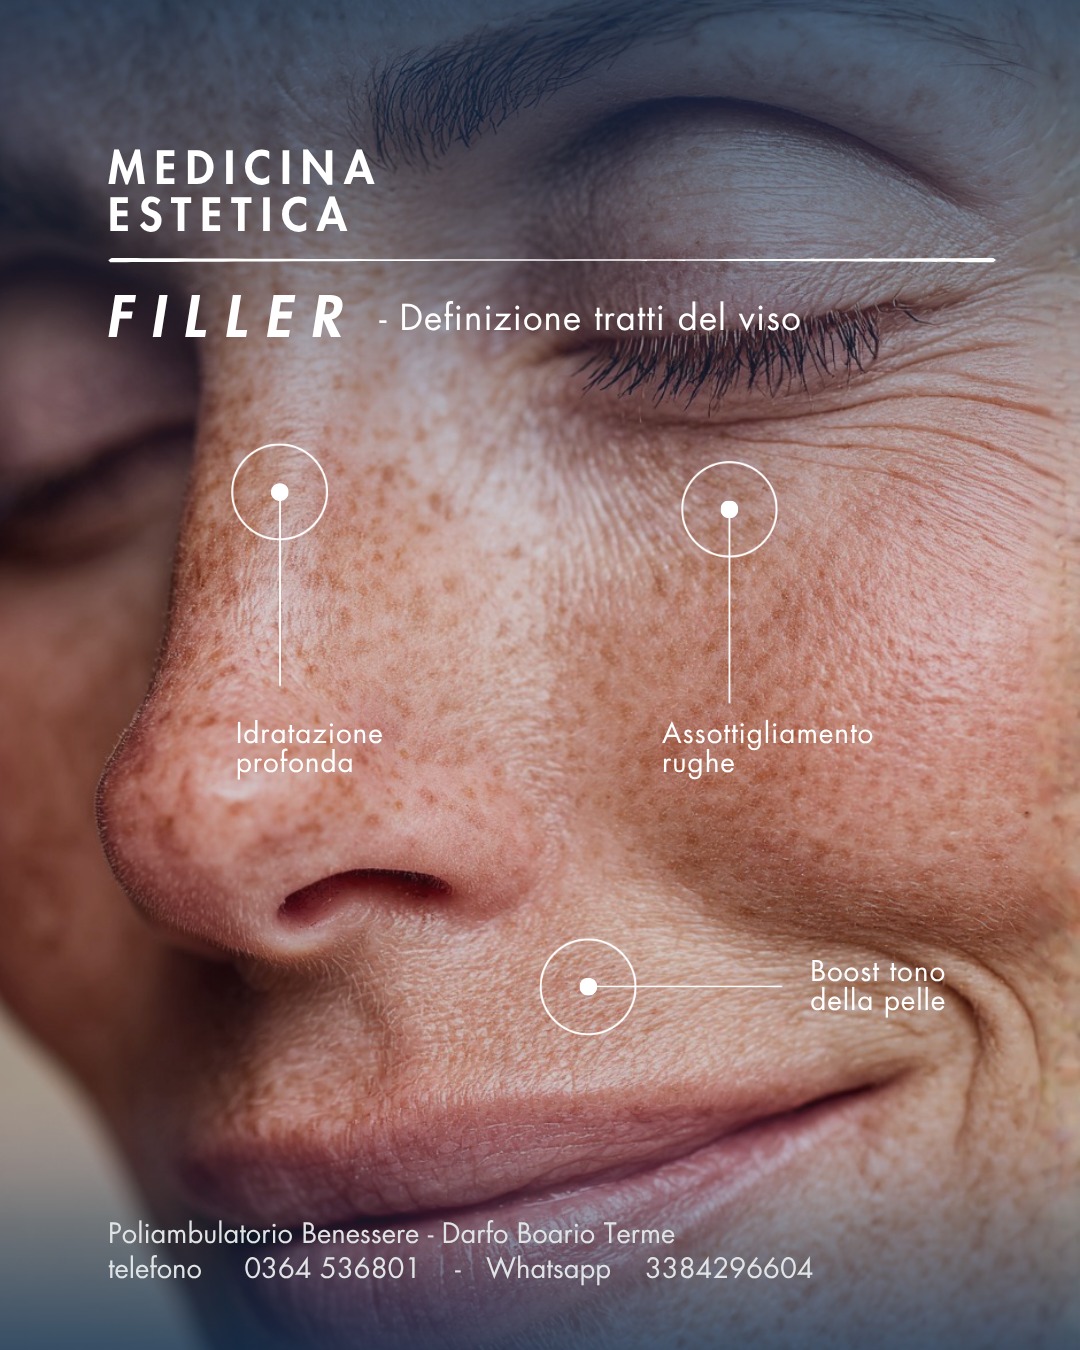 MEDICINA
ESTETICA
FILLER - Definizione tratti del viso
Idratazione
profonda
Assottigliamento
rughe
Boost tono
della pelle
Poliambulatorio Benessere - Darfo Boario Terme
telefono 0364 536801 - Whatsapp 3384296604